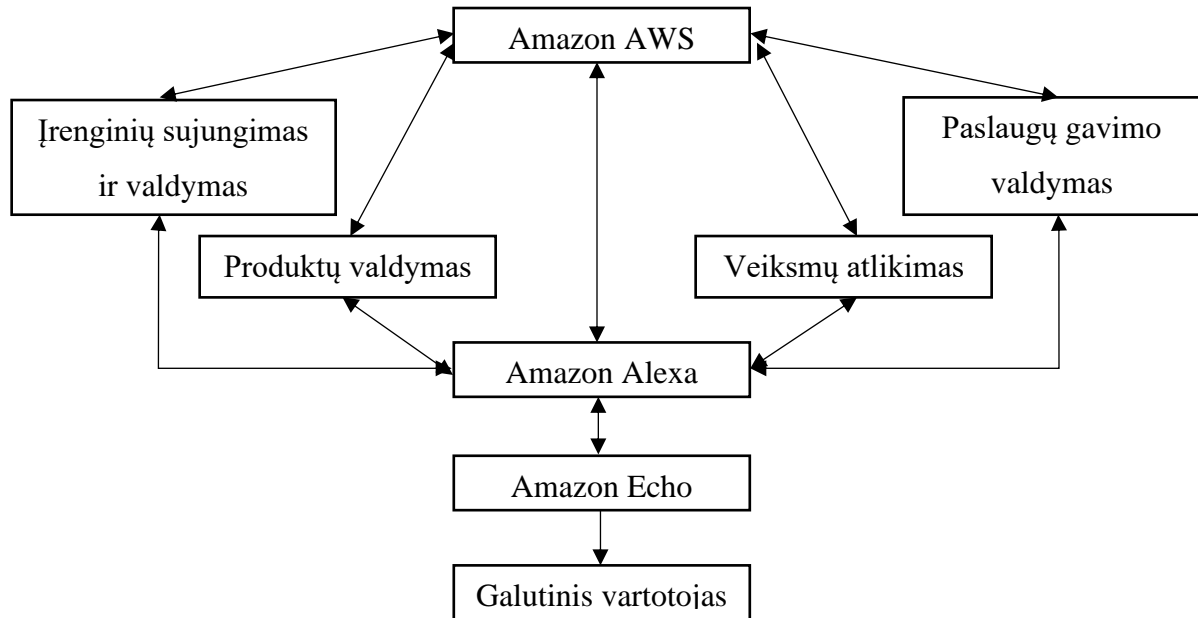 Amazon AWS
Įrenginių sujungimas
ir valdymas
Paslaugų gavimo
valdymas
Produktų valdymas
Veiksmų atlikimas
Amazon Alexa
Amazon Echo
Galutinis vartotojas